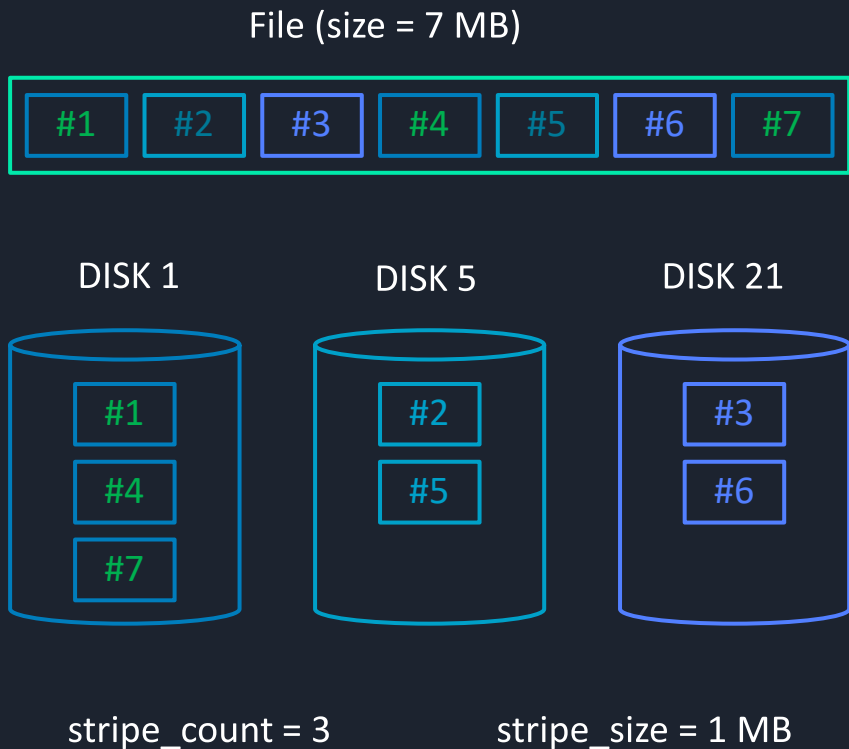 File (size = 7 MB)
#1 #2 #3 #4 #5 #6 #7
DISK 1 DISK 5 DISK 21
#1 #2 #3
#4 #5 #6
#7
stripe_count = 3 stripe_size = 1 MB